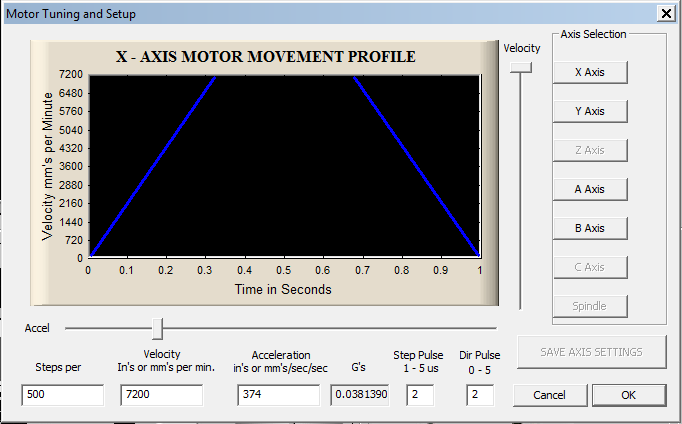 Motor Tuning and Setup
X - AXIS MOTOR MOVEMENT PROFILE
Velocity mm's per Minute
7200
6480
5760
5040
4320
3600
2880
2160
1440
720
0
0 0.1 0.2 0.3 0.4 0.5 0.6 0.7 0.8 0.9 1
Time in Seconds
Velocity
Axis Selection
X Axis
Y Axis
Z Axis
A Axis
B Axis
C Axis
Spindle
Accel
Steps per
500
Velocity
In's or mm's per min.
7200
Acceleration
in's or mm's/sec/sec
374
G's
0.0381390
Step Pulse
1 - 5 us
2
Dir Pulse
0 - 5
2
SAVE AXIS SETTINGS
Cancel
OK